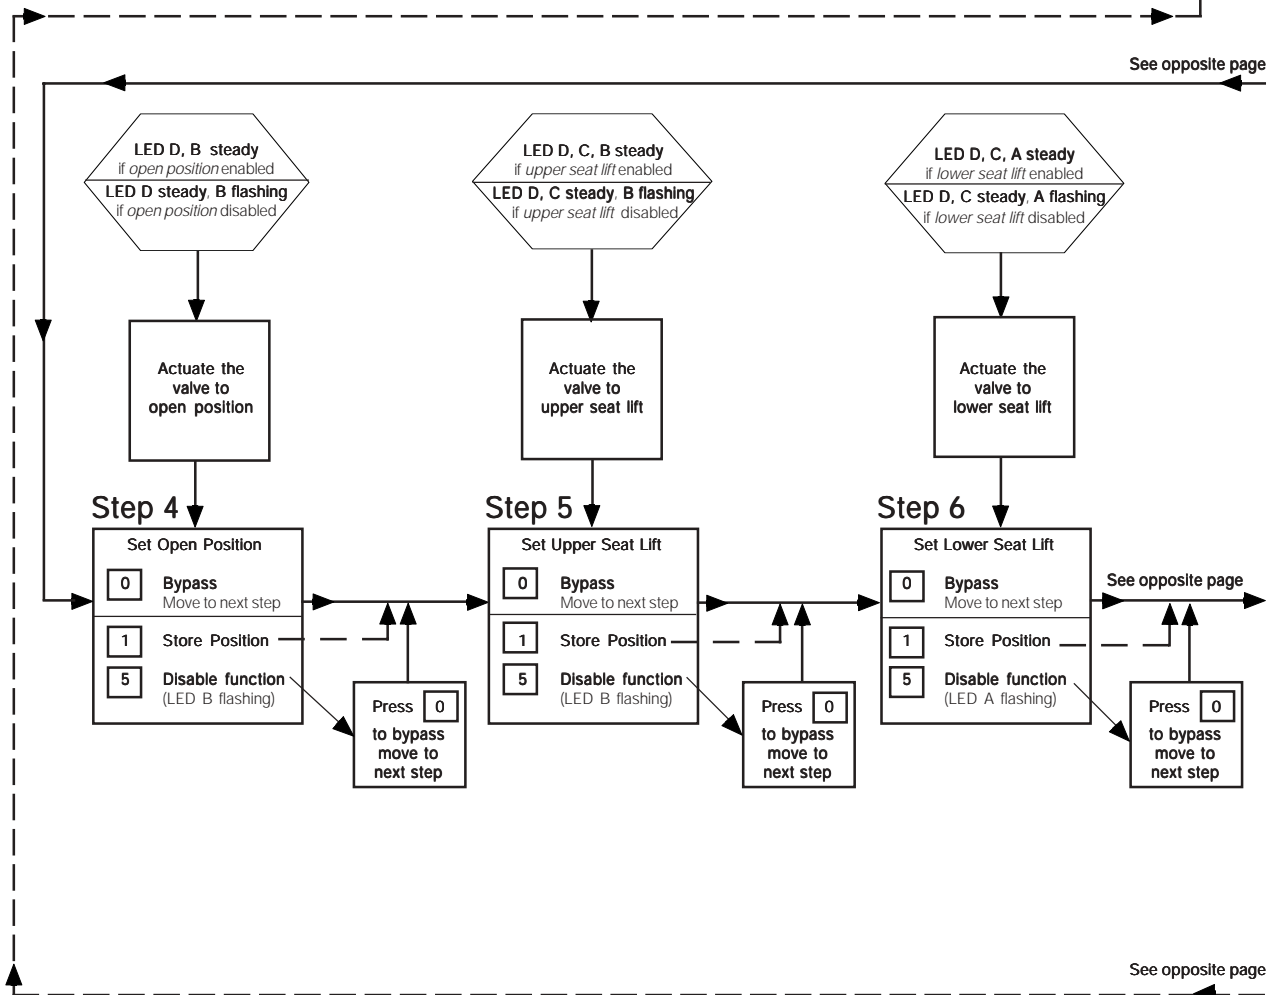 See opposite page
LED D, B steady
if open position enabled
LED D steady, B flashing
if open position disabled
LED D, C, B steady
if upper seat lift enabled
LED D, C steady, B flashing
if upper seat lift disabled
LED D, C, A steady
if lower seat lift enabled
LED D, C steady, A flashing
if lower seat lift disabled
Actuate the
valve to
open position
Actuate the
valve to
upper seat lift
Actuate the
valve to
lower seat lift
Step 4
Set Open Position
0 Bypass
Move to next step
1 Store Position
5 Disable function
(LED B flashing)
Press 0
to bypass
move to
next step
Step 5
Set Upper Seat Lift
0 Bypass
Move to next step
1 Store Position
5 Disable function
(LED B flashing)
Press 0
to bypass
move to
next step
Step 6
Set Lower Seat Lift
0 Bypass
Move to next step
1 Store Position
5 Disable function
(LED A flashing)
See opposite page
Press 0
to bypass
move to
next step
See opposite page